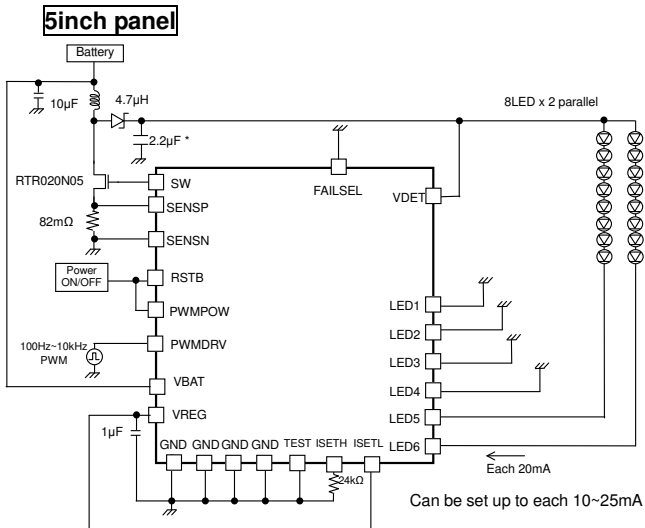 5inch panel
Battery
10µF
4.7µH
2.2µF *
8LED x 2 parallel
RTR020N05
82mΩ
SW
SENSP
SENSN
FAILSEL
VDET
Power
ON/OFF
RSTB
PWMPOW
100Hz~10kHz
PWM
PWMDRV
VBAT
VREG
1µF
LED1
LED2
LED3
LED4
LED5
LED6
GND GND GND GND TEST ISETH ISETL
24kΩ
Each 20mA
Can be set up to each 10~25mA